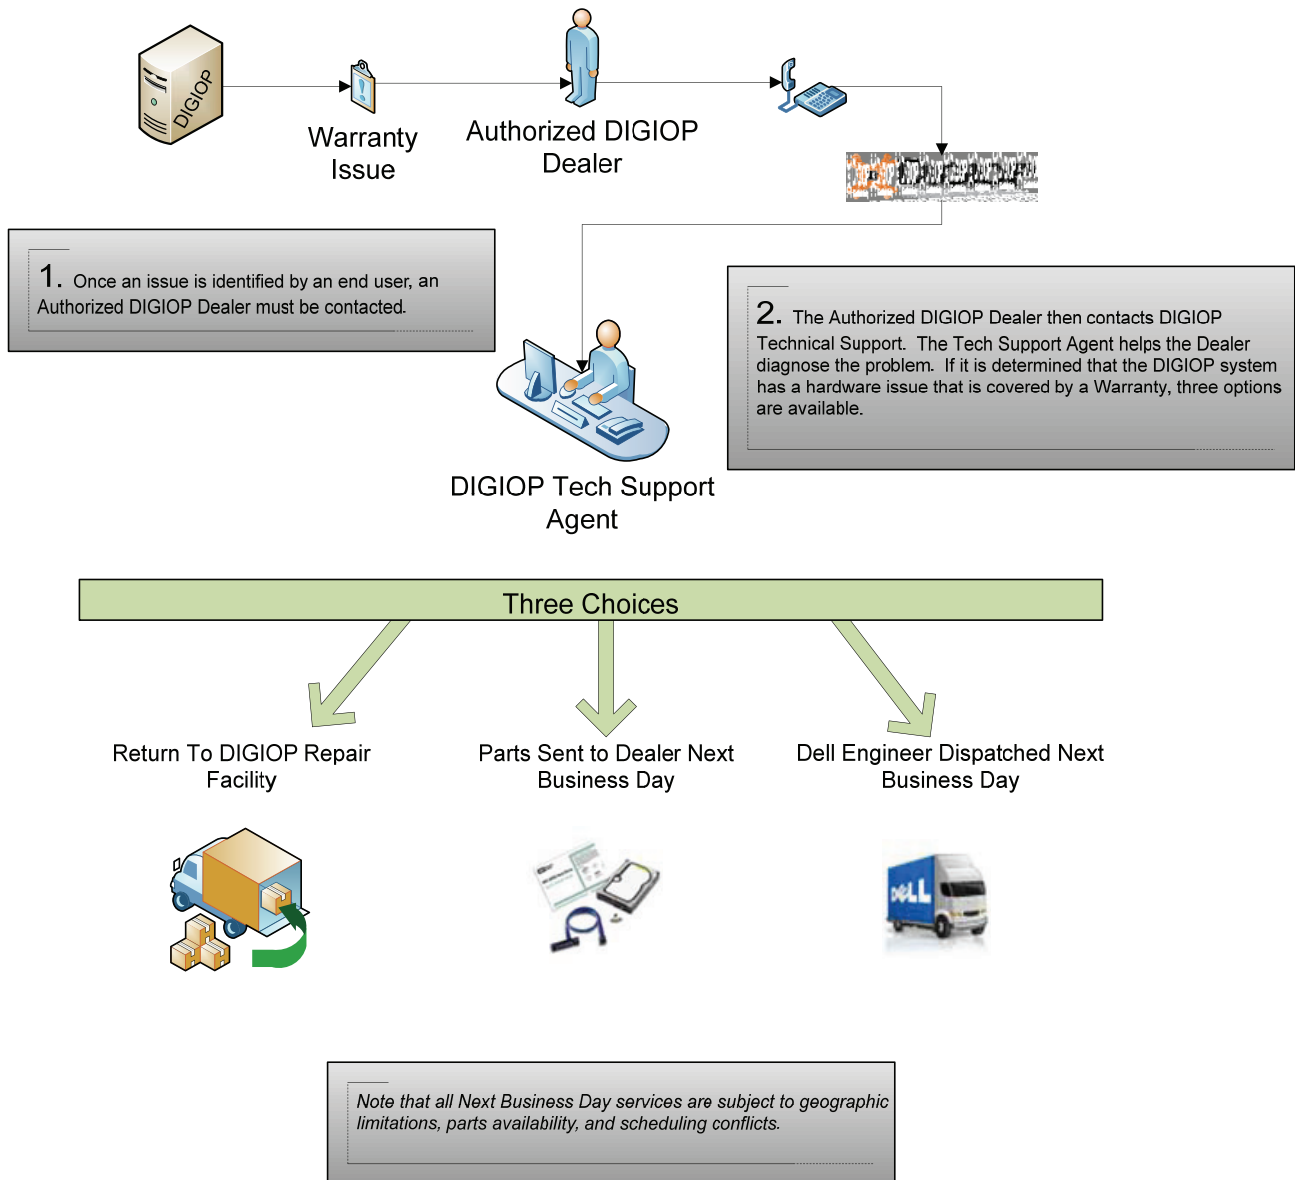 DIGIOP
Warranty
Issue
Authorized DIGIOP
Dealer
1. Once an issue is identified by an end user, an
Authorized DIGIOP Dealer must be contacted.
2. The Authorized DIGIOP Dealer then contacts DIGIOP
Technical Support. The Tech Support Agent helps the Dealer
diagnose the problem. If it is determined that the DIGIOP system
has a hardware issue that is covered by a Warranty, three options
are available.
DIGIOP Tech Support
Agent
Three Choices
Return To DIGIOP Repair
Facility
Parts Sent to Dealer Next
Business Day
Dell Engineer Dispatched Next
Business Day
DELL
Note that all Next Business Day services are subject to geographic
limitations, parts availability, and scheduling conflicts.